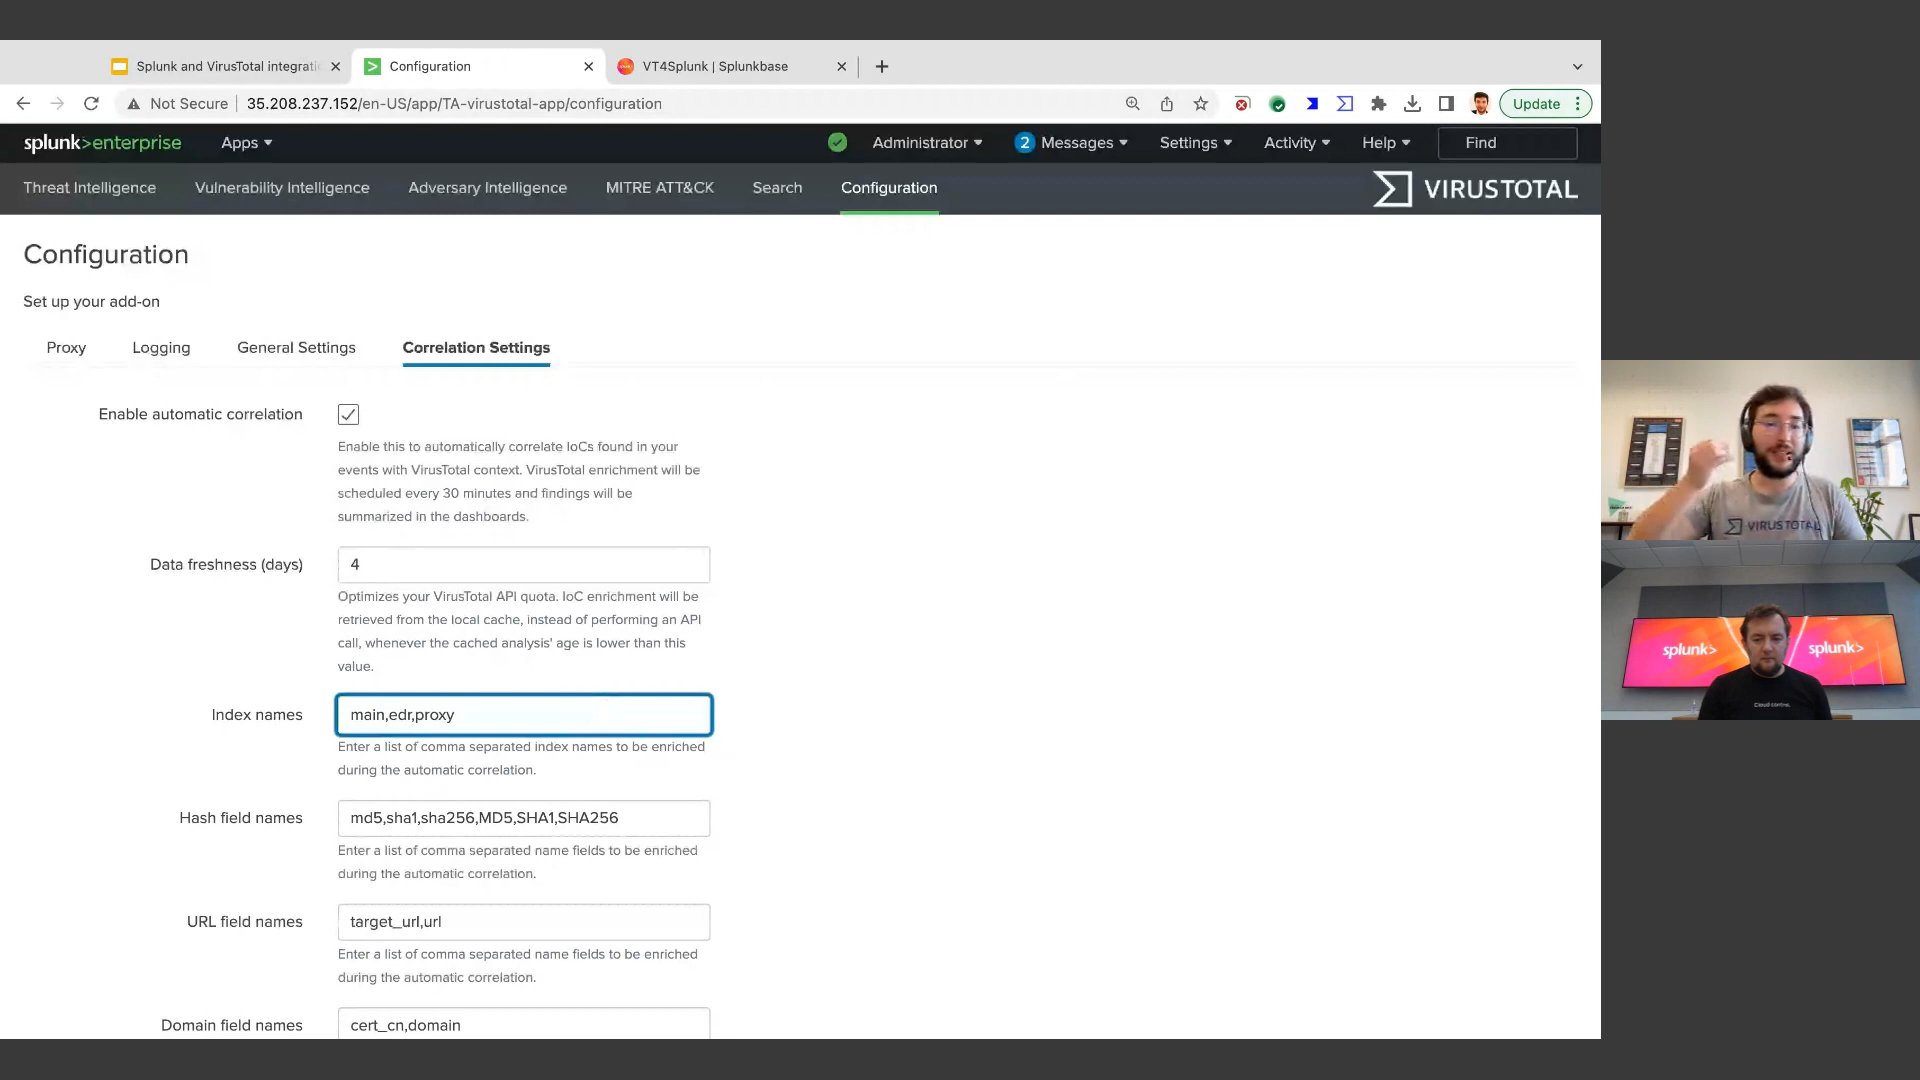 Splunk and VirusTotal integrati
Configuration
VT4Splunk | Splunkbase
Not Secure
35.208.237.152/en-US/app/TA-virustotal-app/configuration
Update
splunk>enterprise
Apps
Administrator
2 Messages
Settings
Activity
Help
Find
Threat Intelligence
Vulnerability Intelligence
Adversary Intelligence
MITRE ATT&CK
Search
Configuration
VIRUSTOTAL
Configuration
Set up your add-on
Proxy
Logging
General Settings
Correlation Settings
Enable automatic correlation
Enable this to automatically correlate IoCs found in your
events with VirusTotal context. VirusTotal enrichment will be
scheduled every 30 minutes and findings will be
summarized in the dashboards.
Data freshness (days)
4
Optimizes your VirusTotal API quota. IoC enrichment will be
retrieved from the local cache, instead of performing an API
call, whenever the cached analysis' age is lower than this
value.
Index names
main,edr,proxy
Enter a list of comma separated index names to be enriched
during the automatic correlation.
Hash field names
md5,sha1,sha256,MD5,SHA1,SHA256
Enter a list of comma separated name fields to be enriched
during the automatic correlation.
URL field names
target_url,url
Enter a list of comma separated name fields to be enriched
during the automatic correlation.
Domain field names
cert_cn,domain
VIRUSTOTAL
splunk>
splunk>